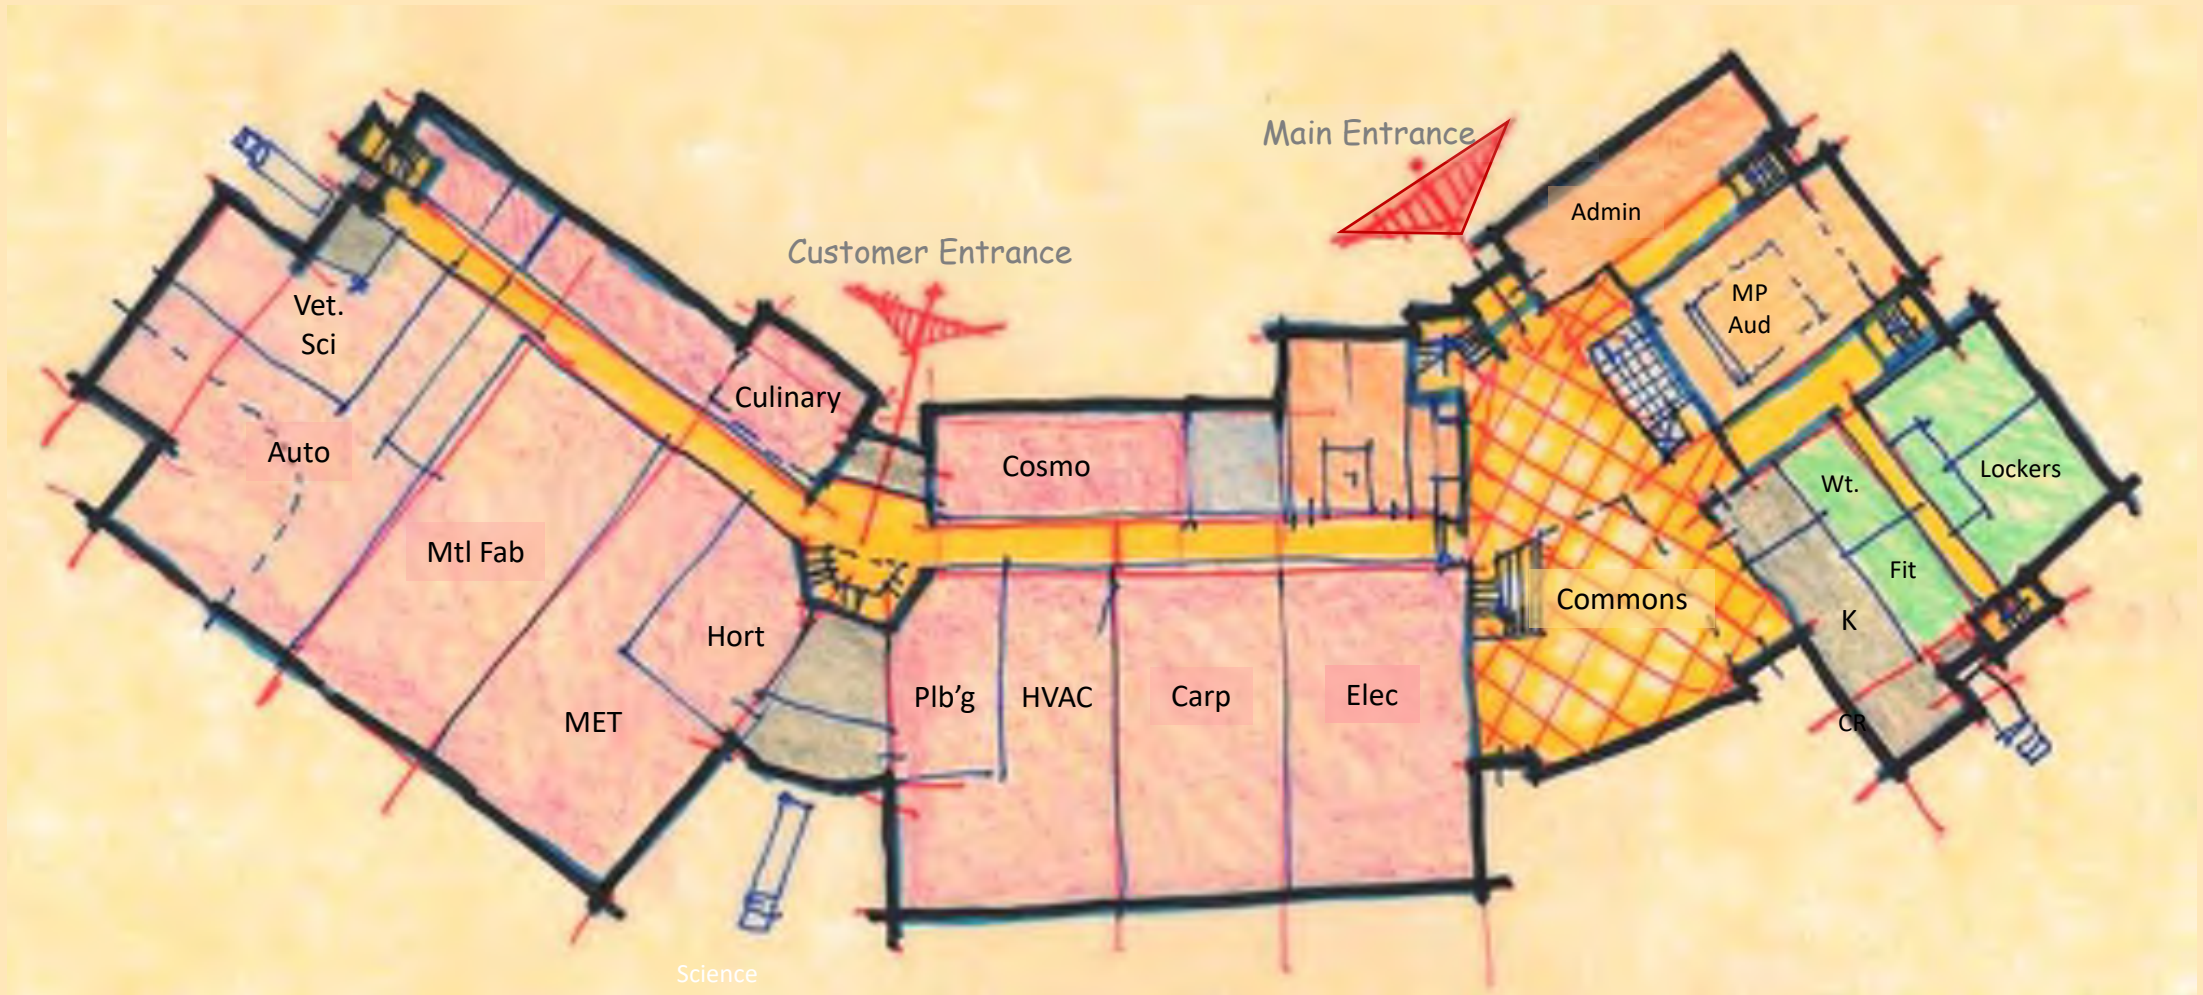 Main Entrance
Admin
Customer Entrance
MP
Aud
Vet.
Sci
Culinary
Auto
Cosmo
Lockers
Wt.
Mtl Fab
Fit
Commons
K
Hort
Plb'g
HVAC
Carp
Elec
MET
CR
Science